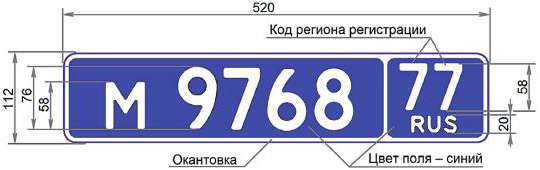 520
Код региона регистрации
112
76
58
М 9768
77
RUS
58
20
Окантовка
Цвет поля – синий